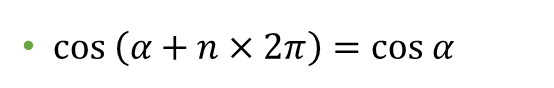 • cos (𝛼 + 𝑛 × 2𝜋) = cos 𝛼